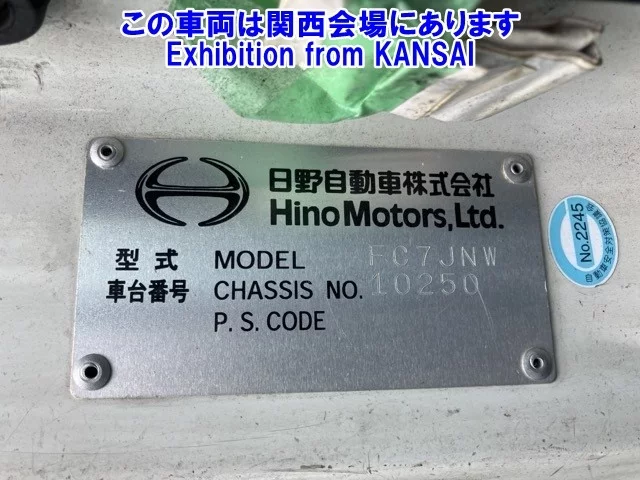 この車両は関西会場にあります
Exhibition from KANSAI
日野自動車株式会社
Hino Motors, Ltd.
型式 MODEL FC7JNW
車台番号 CHASSIS NO. 10250
P. S. CODE
No.2245